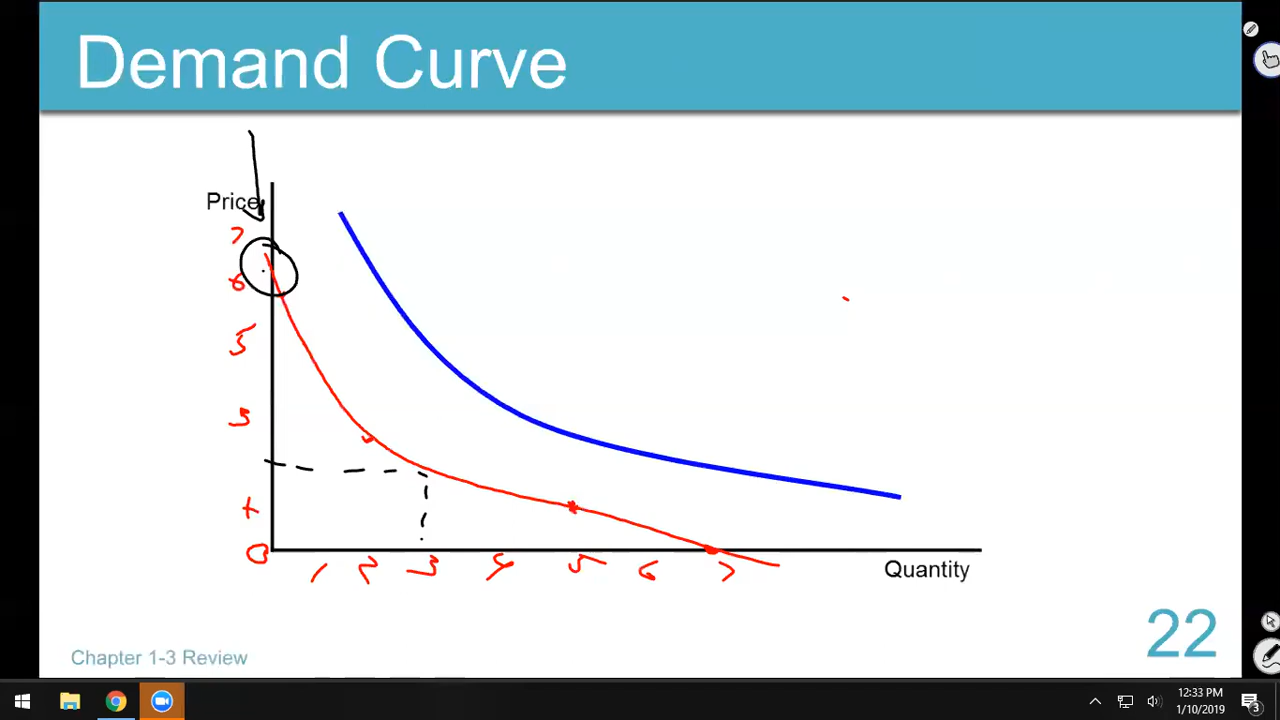 Demand Curve
Price
7
6
5
3
0
1 2 3 4 5 6 7
Quantity
22
Chapter 1-3 Review
12:33 PM
1/10/2019
3